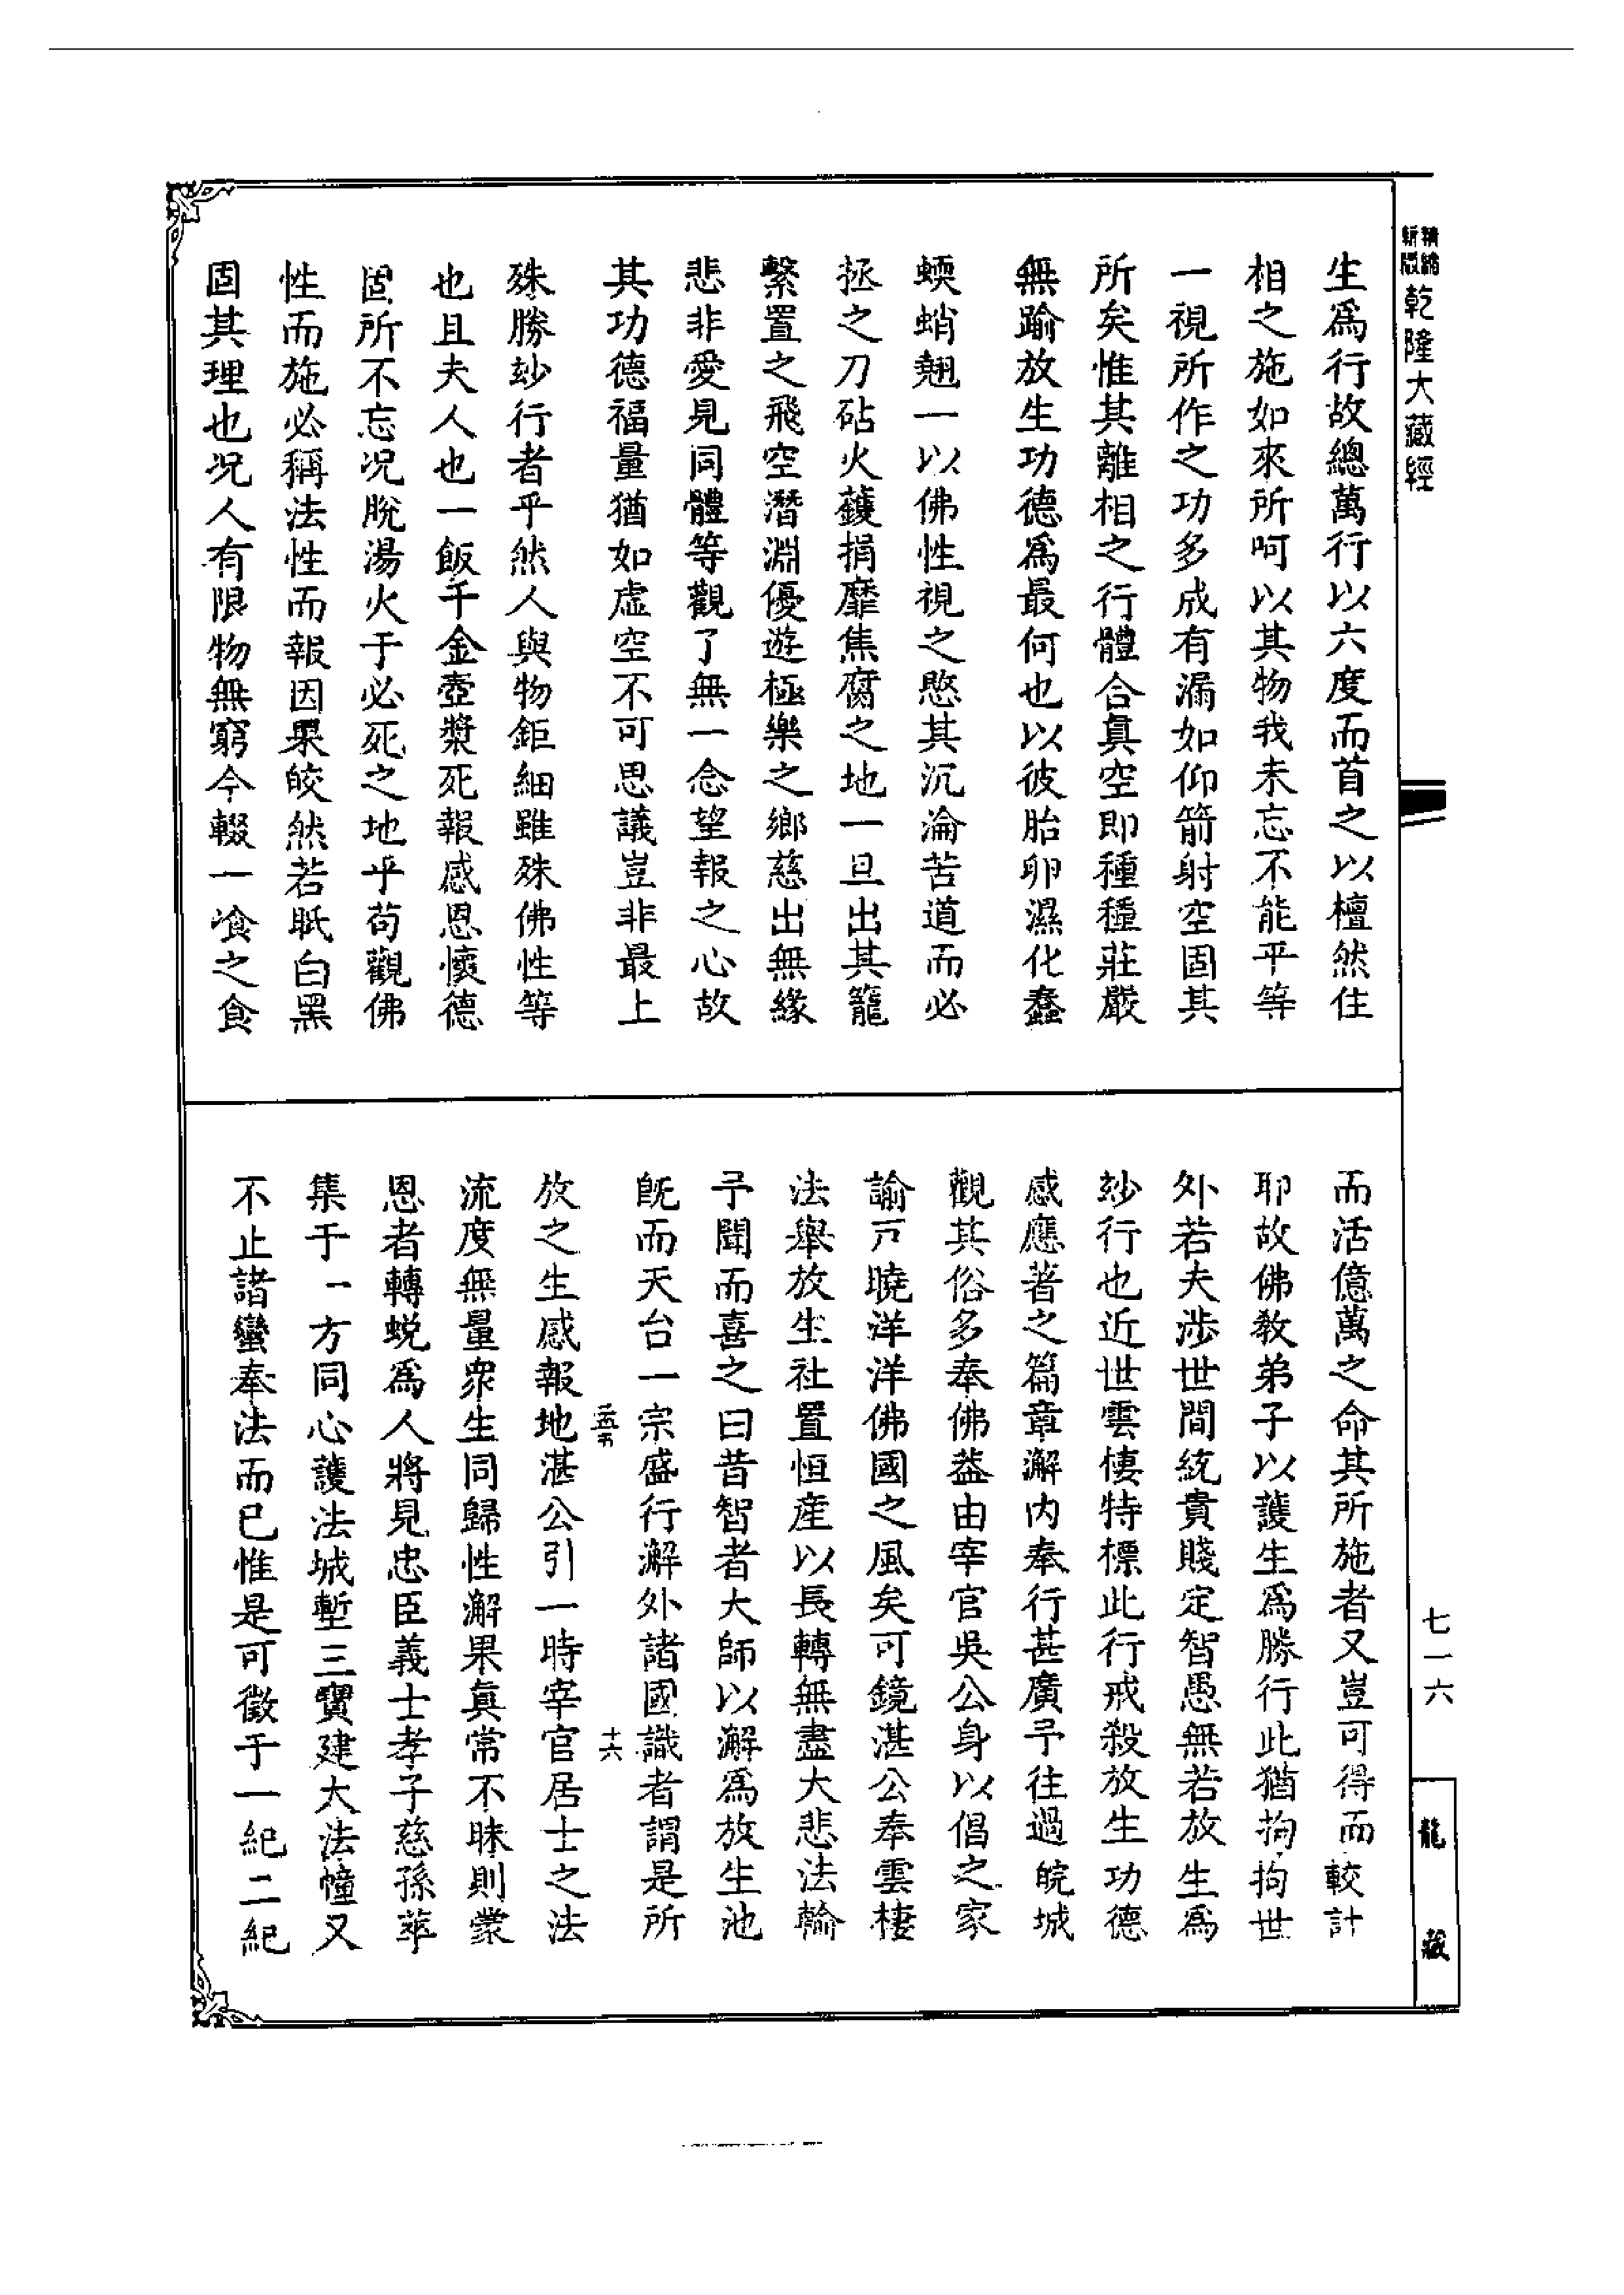 精縮
新版
乾隆大藏經
生爲行故總萬行以六度而首之以檀然住
相之施如來所呵以其物我未忘不能平等
一視所作之功多成有漏如仰箭射空固其
所矣惟其離相之行體合真空即種種莊嚴
無踰放生功德爲最何也以彼胎卵濕化蠢
蝡蛸翹一以佛性視之愍其沉淪苦道而必
拯之刀砧火鑊捐靡焦腐之地一旦出其籠
繫置之飛空潛淵優遊極樂之鄉慈出無緣
悲非愛見同體等觀了無一念望報之心故
其功德福量猶如虛空不可思議豈非最上
殊勝玅行者乎然人與物鉅細雖殊佛性等
也且夫人也一飯千金壺漿死報感恩懷德
固所不忘況脫湯火于必死之地乎苟觀佛
性而施必稱法性而報因果皎然若眡白黑
固其理也況人有限物無窮今輟一飡之食
而活億萬之命其所施者又豈可得而較計
耶故佛教弟子以護生爲勝行此猶拘拘世
外若夫涉世間統貴賤定智愚無若放生爲
玅行也近世雲棲特標此行戒殺放生功德
感應著之篇章澥內奉行甚廣予往過皖城
觀其俗多奉佛葢由宰官吳公身以倡之家
諭戸曉洋洋佛國之風矣可鏡湛公奉雲棲
法舉放生社置恒産以長轉無盡大悲法輪
予聞而喜之曰昔智者大師以澥爲放生池
旣而天台一宗盛行澥外諸國識者謂是所
十六
放之生感報地湛公引一時宰官居士之法
流度無量衆生同歸性澥果真常不昧則蒙
恩者轉蛻爲人將見忠臣義士孝子慈孫萃
集于一方同心護法城塹三寶建大法幢又
不止諸蠻奉法而已惟是可徵于一紀二紀
七一六
龍藏